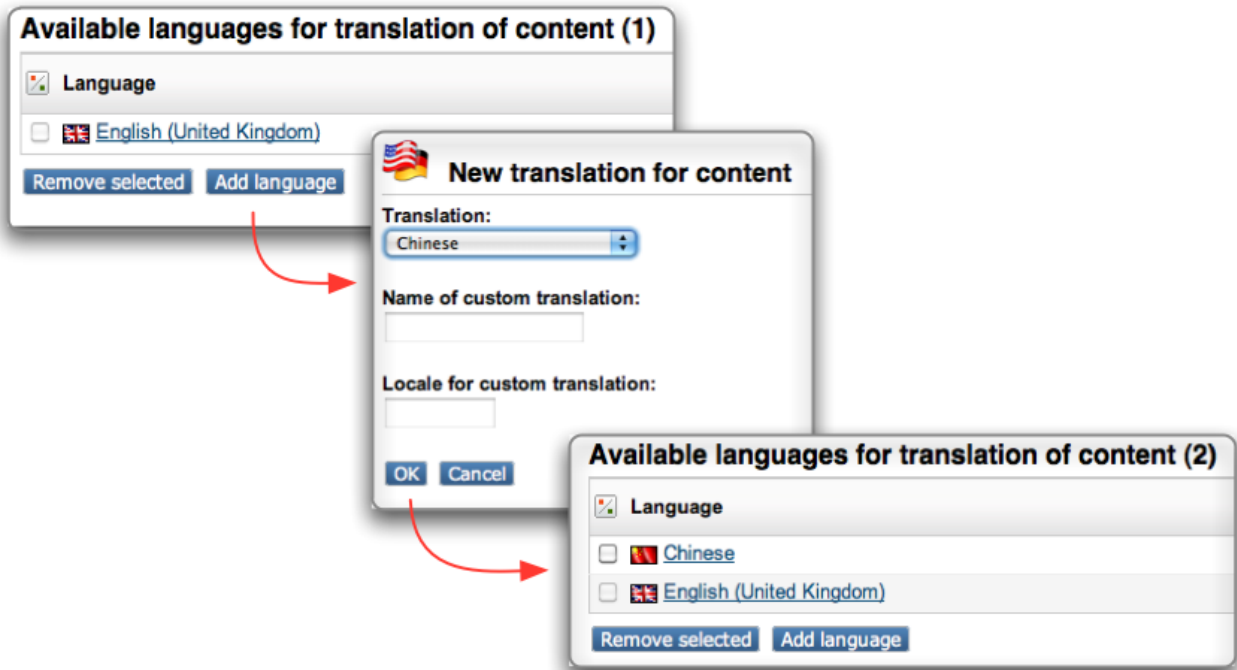 Available languages for translation of content (1)
Language
English (United Kingdom)
Remove selected Add language
New translation for content
Translation:
Chinese
Name of custom translation:
Locale for custom translation:
OK Cancel
Available languages for translation of content (2)
Language
Chinese
English (United Kingdom)
Remove selected Add language